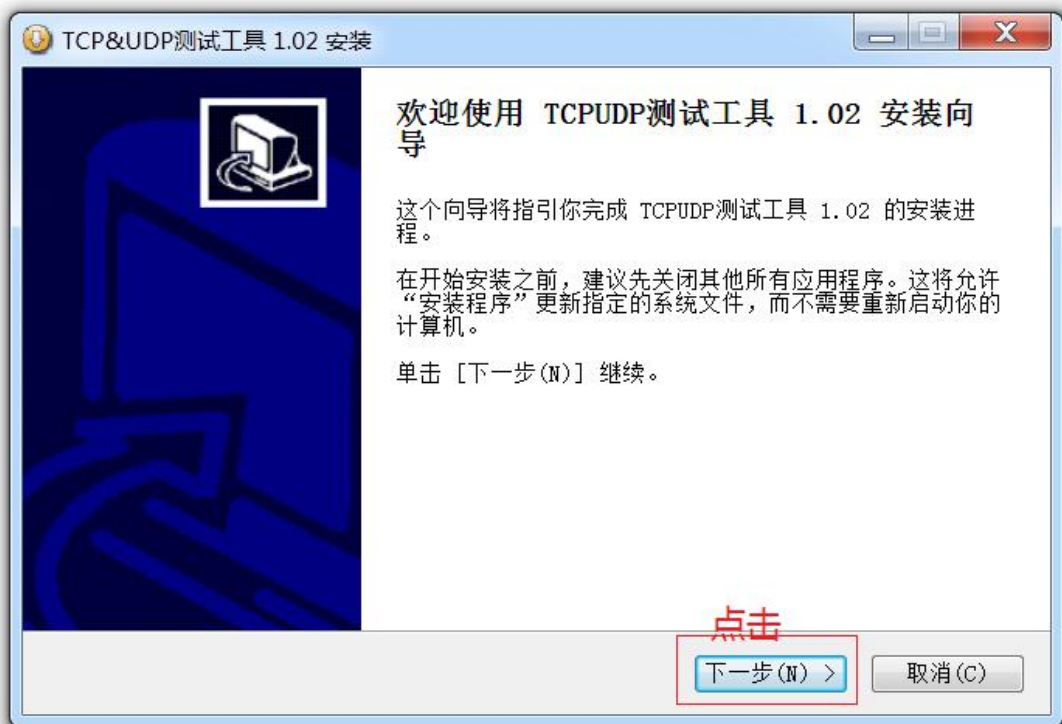 TCP&UDP测试工具 1.02 安装
欢迎使用 TCPUDP测试工具 1.02 安装向
导
这个向导将指引你完成 TCPUDP测试工具 1.02 的安装进
程。
在开始安装之前，建议先关闭其他所有应用程序。这将允许
“安装程序”更新指定的系统文件，而不需要重新启动你的
计算机。
单击 [下一步(N)] 继续。
点击
下一步(N) >
取消(C)